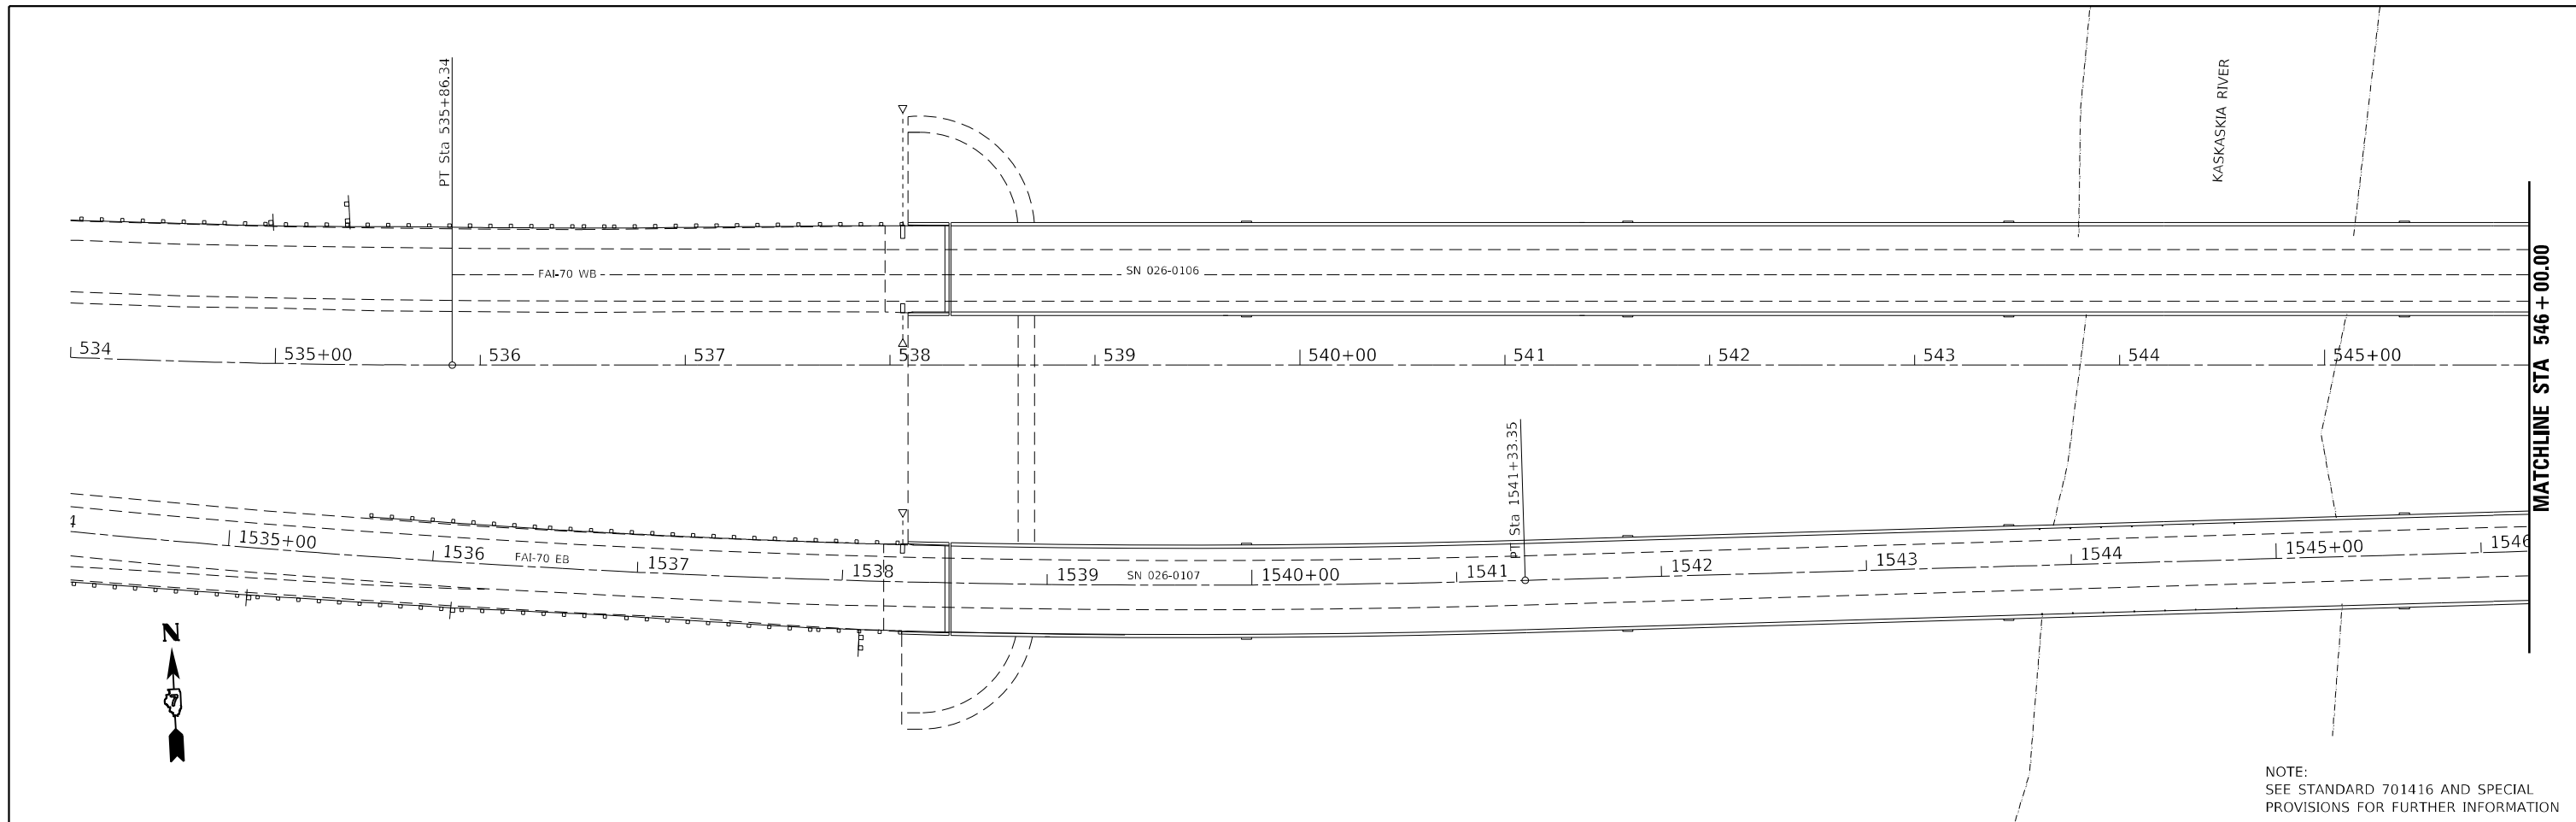 PT Sta 535+86.34
KASKASKIA RIVER
FAI-70 WB
SN 026-0106
534
535+00
536
537
538
539
540+00
541
542
543
544
545+00
MATCHLINE STA 546+00.00
PT Sta 1541+33.35
4
1535+00
1536
FAI-70 EB
1537
1538
1539
SN 026-0107
1540+00
1541
1542
1543
1544
1545+00
1546
N
7
NOTE:
SEE STANDARD 701416 AND SPECIAL
PROVISIONS FOR FURTHER INFORMATION